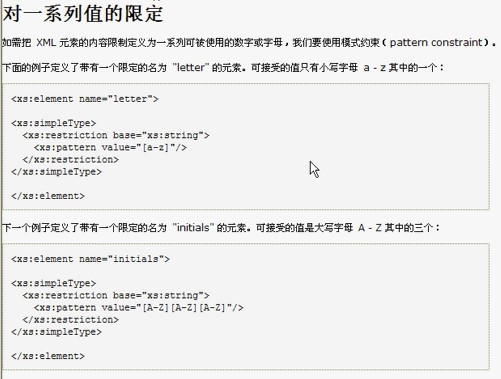 对一系列值的限定
如需把 XML 元素的内容限制定义为一系列可被使用的数字或字母，我们要使用模式约束（pattern constraint）。
下面的例子定义了带有一个限定的名为 "letter" 的元素。可接受的值只有小写字母 a - z 其中的一个：
<xs:element name="letter">
<xs:simpleType>
<xs:restriction base="xs:string">
<xs:pattern value="[a-z]"/>
</xs:restriction>
</xs:simpleType>
</xs:element>
下一个例子定义了带有一个限定的名为 "initials" 的元素。可接受的值是大写字母 A - Z 其中的三个：
<xs:element name="initials">
<xs:simpleType>
<xs:restriction base="xs:string">
<xs:pattern value="[A-Z][A-Z][A-Z]"/>
</xs:restriction>
</xs:simpleType>
</xs:element>